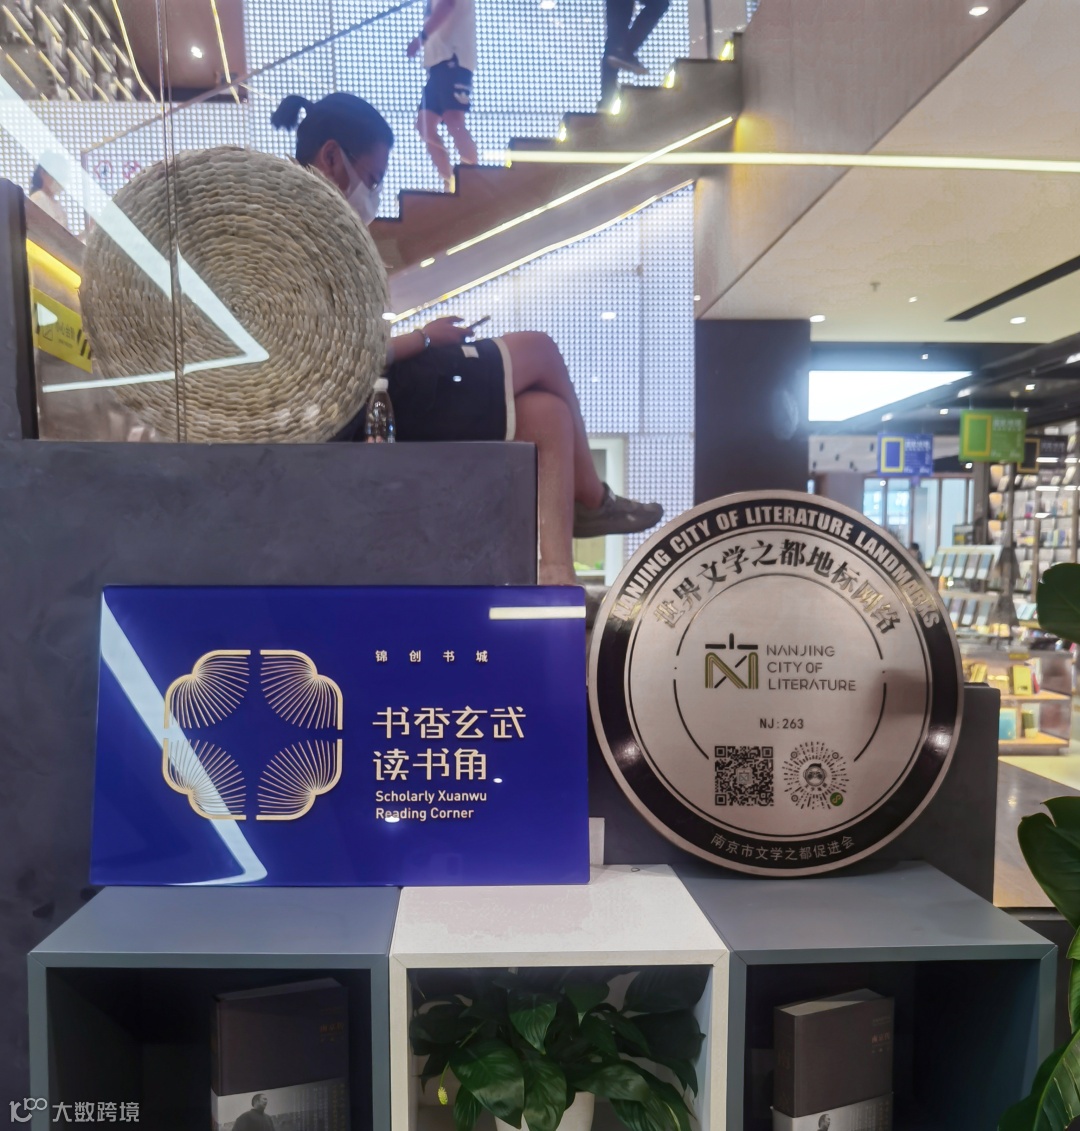 锦创书城
书香玄武
读书角
Scholarly Xuanwu
Reading Corner
NANJING CITY OF LITERATURE LANDMARKS
世界文学之都地标网络
NANJING
CITY OF
LITERATURE
NJ:263
南京市文学之都促进会
大数跨境